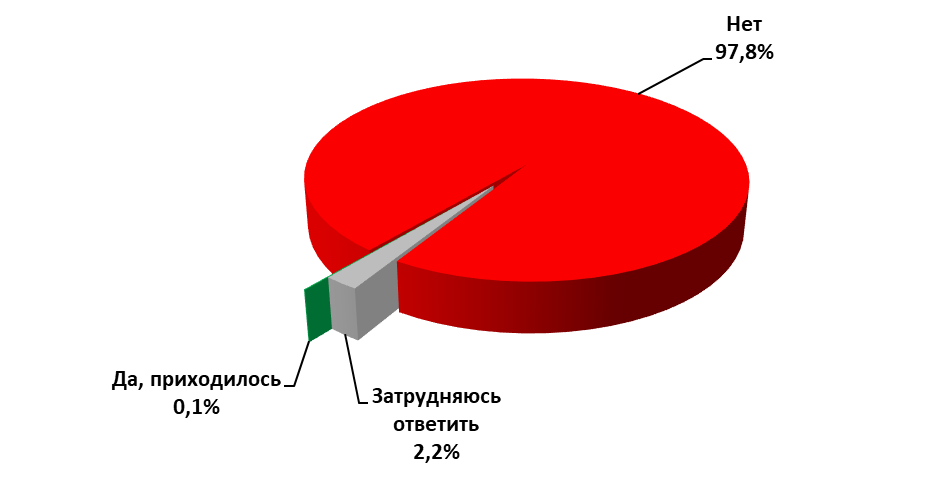 Нет
97,8%
Да, приходилось
0,1%
Затрудняюсь
ответить
2,2%